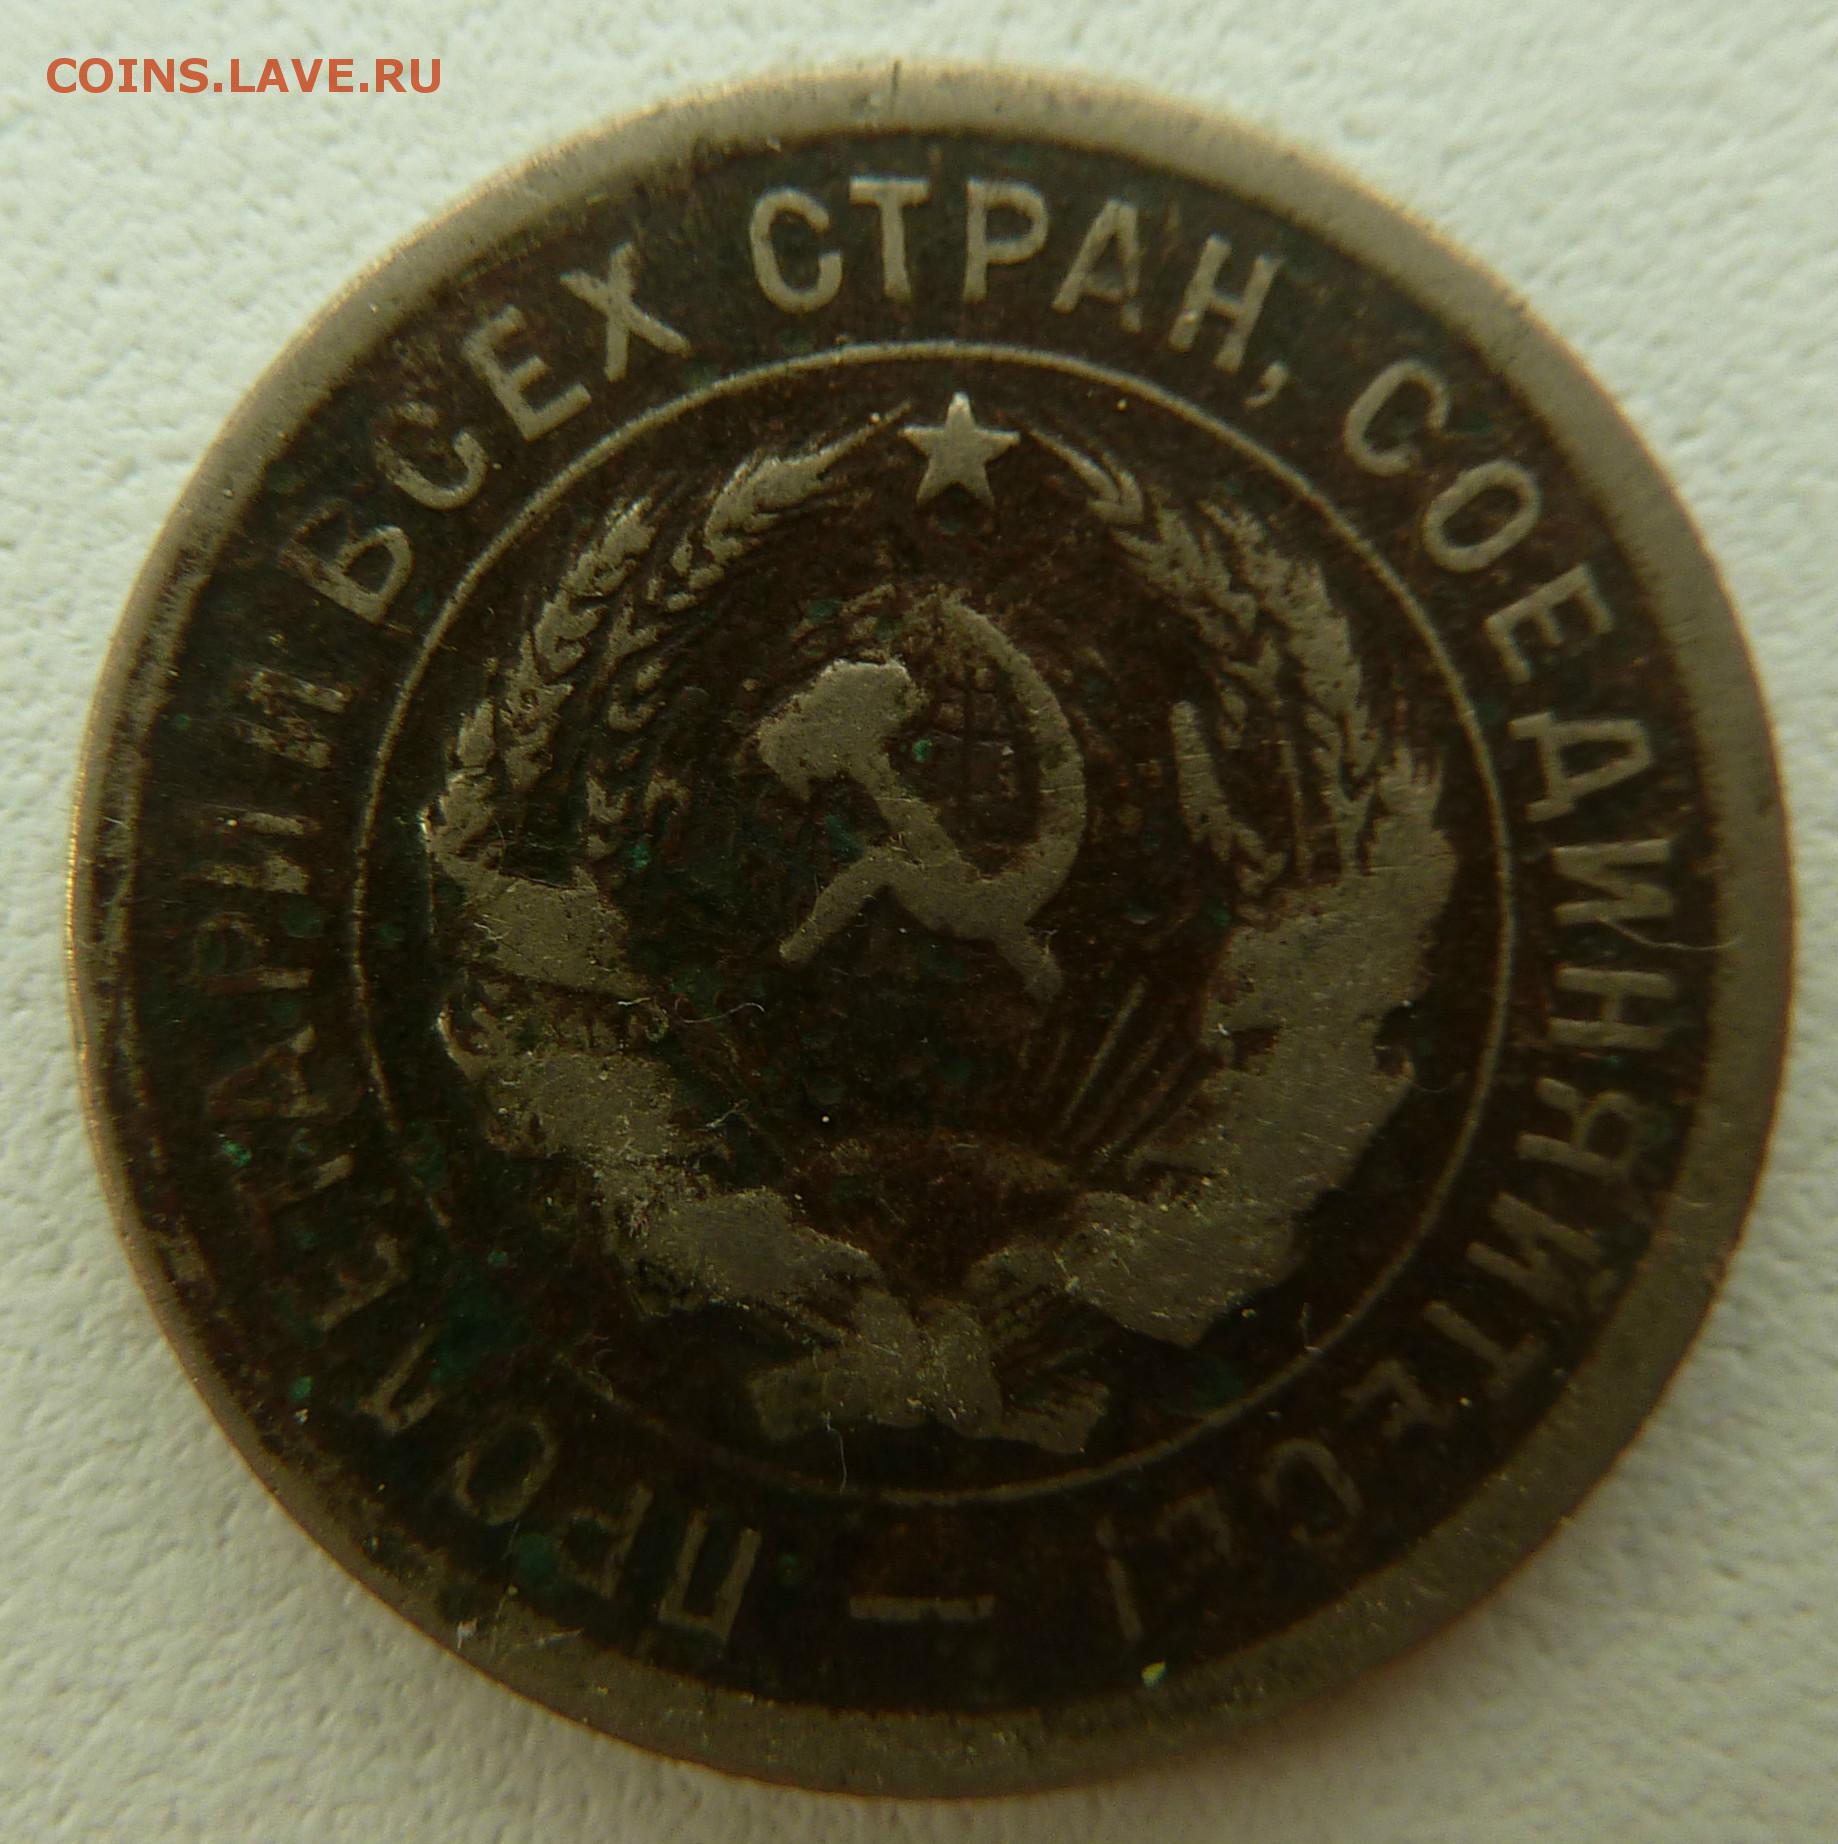 COINS.LAVE.RU
ПРОЛЕТАРИИ ВСЕХ СТРАН, СОЕДИНЯЙТЕСЬ! —